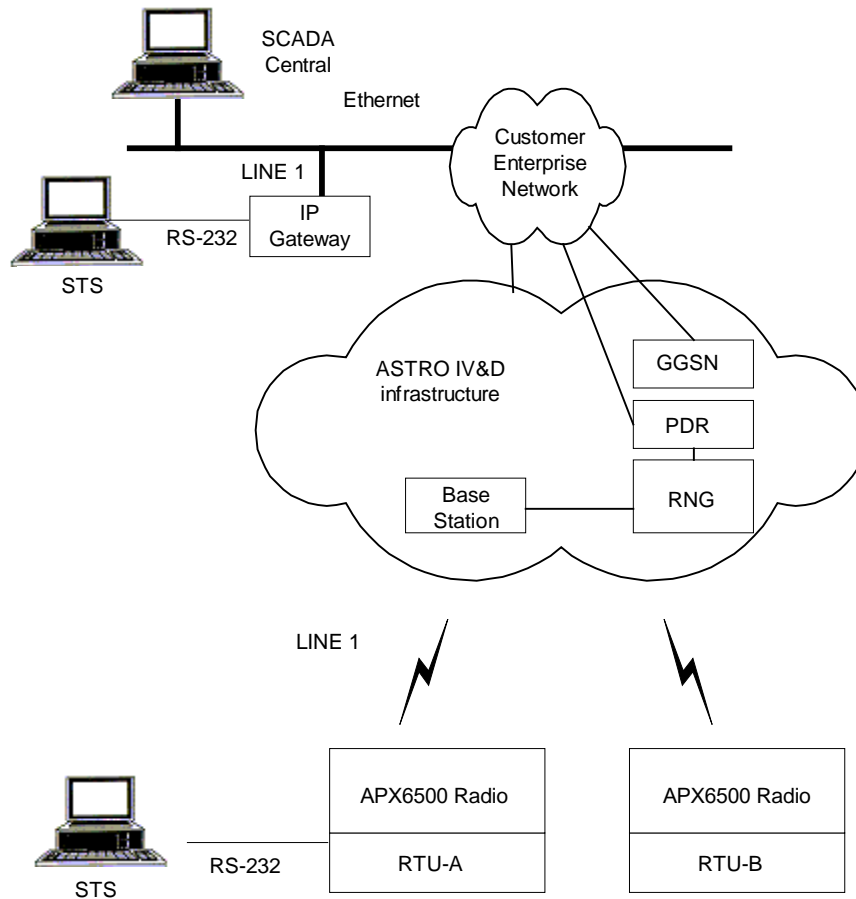 SCADA
Central
Ethernet
Customer
Enterprise
Network
LINE 1
IP
Gateway
RS-232
STS
ASTRO IV&D
infrastructure
GGSN
PDR
RNG
Base
Station
LINE 1
APX6500 Radio
APX6500 Radio
RS-232
RTU-A
RTU-B
STS